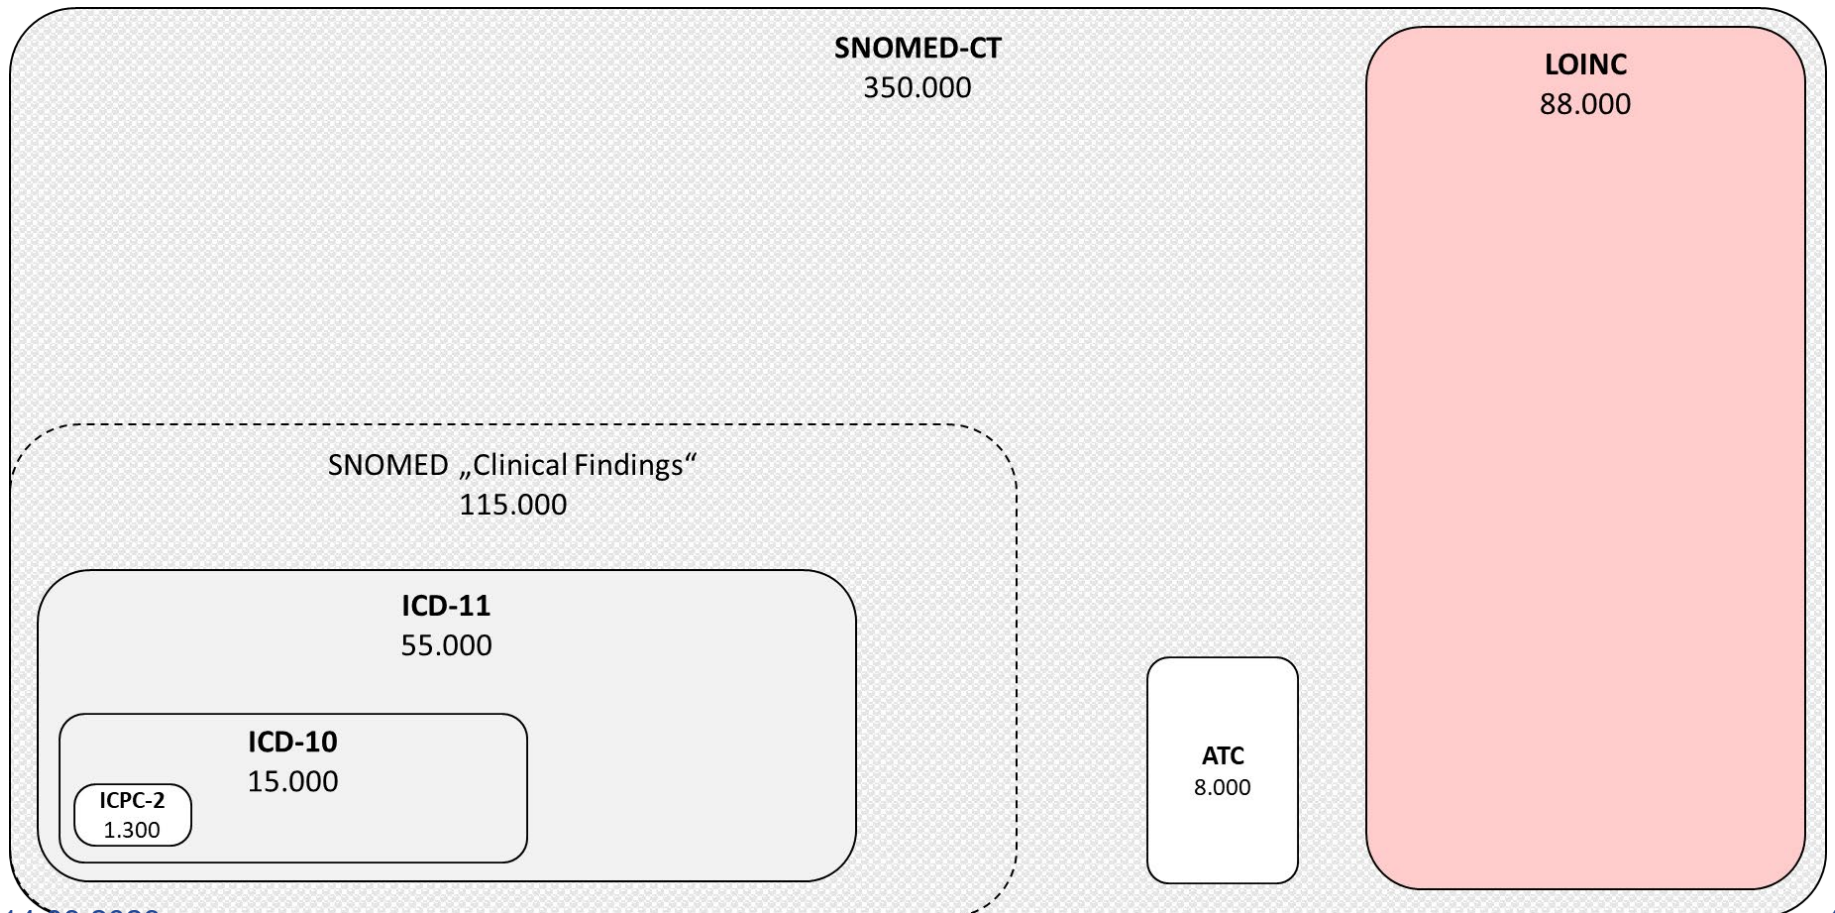 SNOMED-CT
350.000
LOINC
88.000
SNOMED „Clinical Findings“
115.000
ICD-11
55.000
ICD-10
15.000
ICPC-2
1.300
ATC
8.000